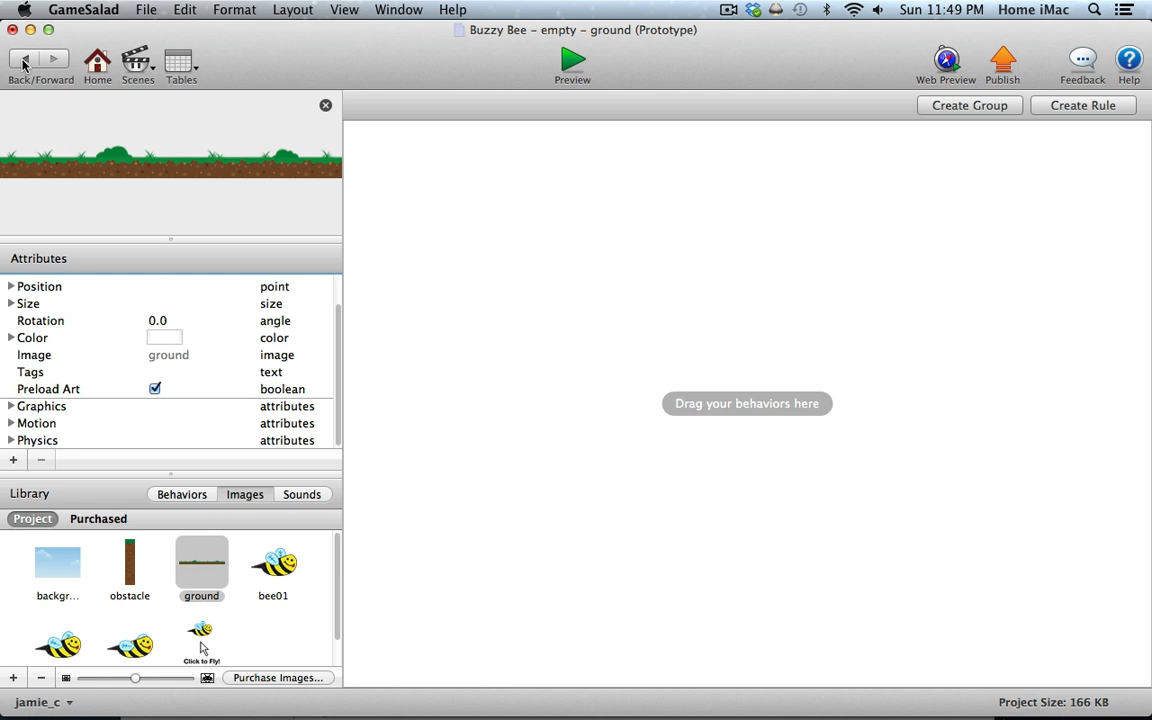 GameSalad File Edit Format Layout View Window Help Sun 11:49 PM Home iMac
Buzzy Bee – empty – ground (Prototype)
Back/Forward Home Scenes Tables Preview Web Preview Publish Feedback Help
Create Group Create Rule
Attributes
Position point
Size size
Rotation 0.0 angle
Color color
Image ground image
Tags text
Preload Art boolean
Graphics attributes
Motion attributes
Physics attributes
Drag your behaviors here
Library Behaviors Images Sounds
Project Purchased
backgr... obstacle ground bee01
Click to Fly!
Purchase Images...
jamie_c Project Size: 166 KB